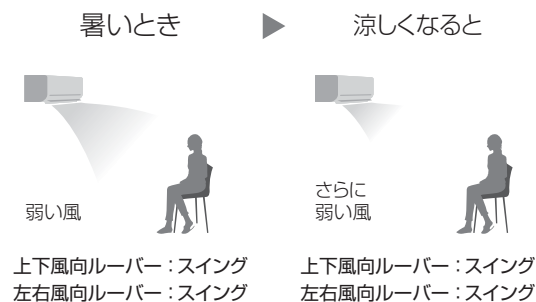 暑いとき ▶ 涼しくなると
弱い風
さらに
弱い風
上下風向ルーバー：スイング
左右風向ルーバー：スイング
上下風向ルーバー：スイング
左右風向ルーバー：スイング